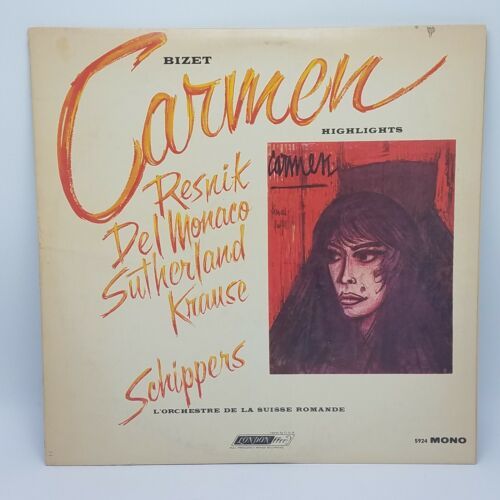 BIZET
Carmen
HIGHLIGHTS
Resnik
Del Monaco
Sutherland
Krause
Schippers
L'ORCHESTRE DE LA SUISSE ROMANDE
carmen
LONDON ffrr
5924 MONO